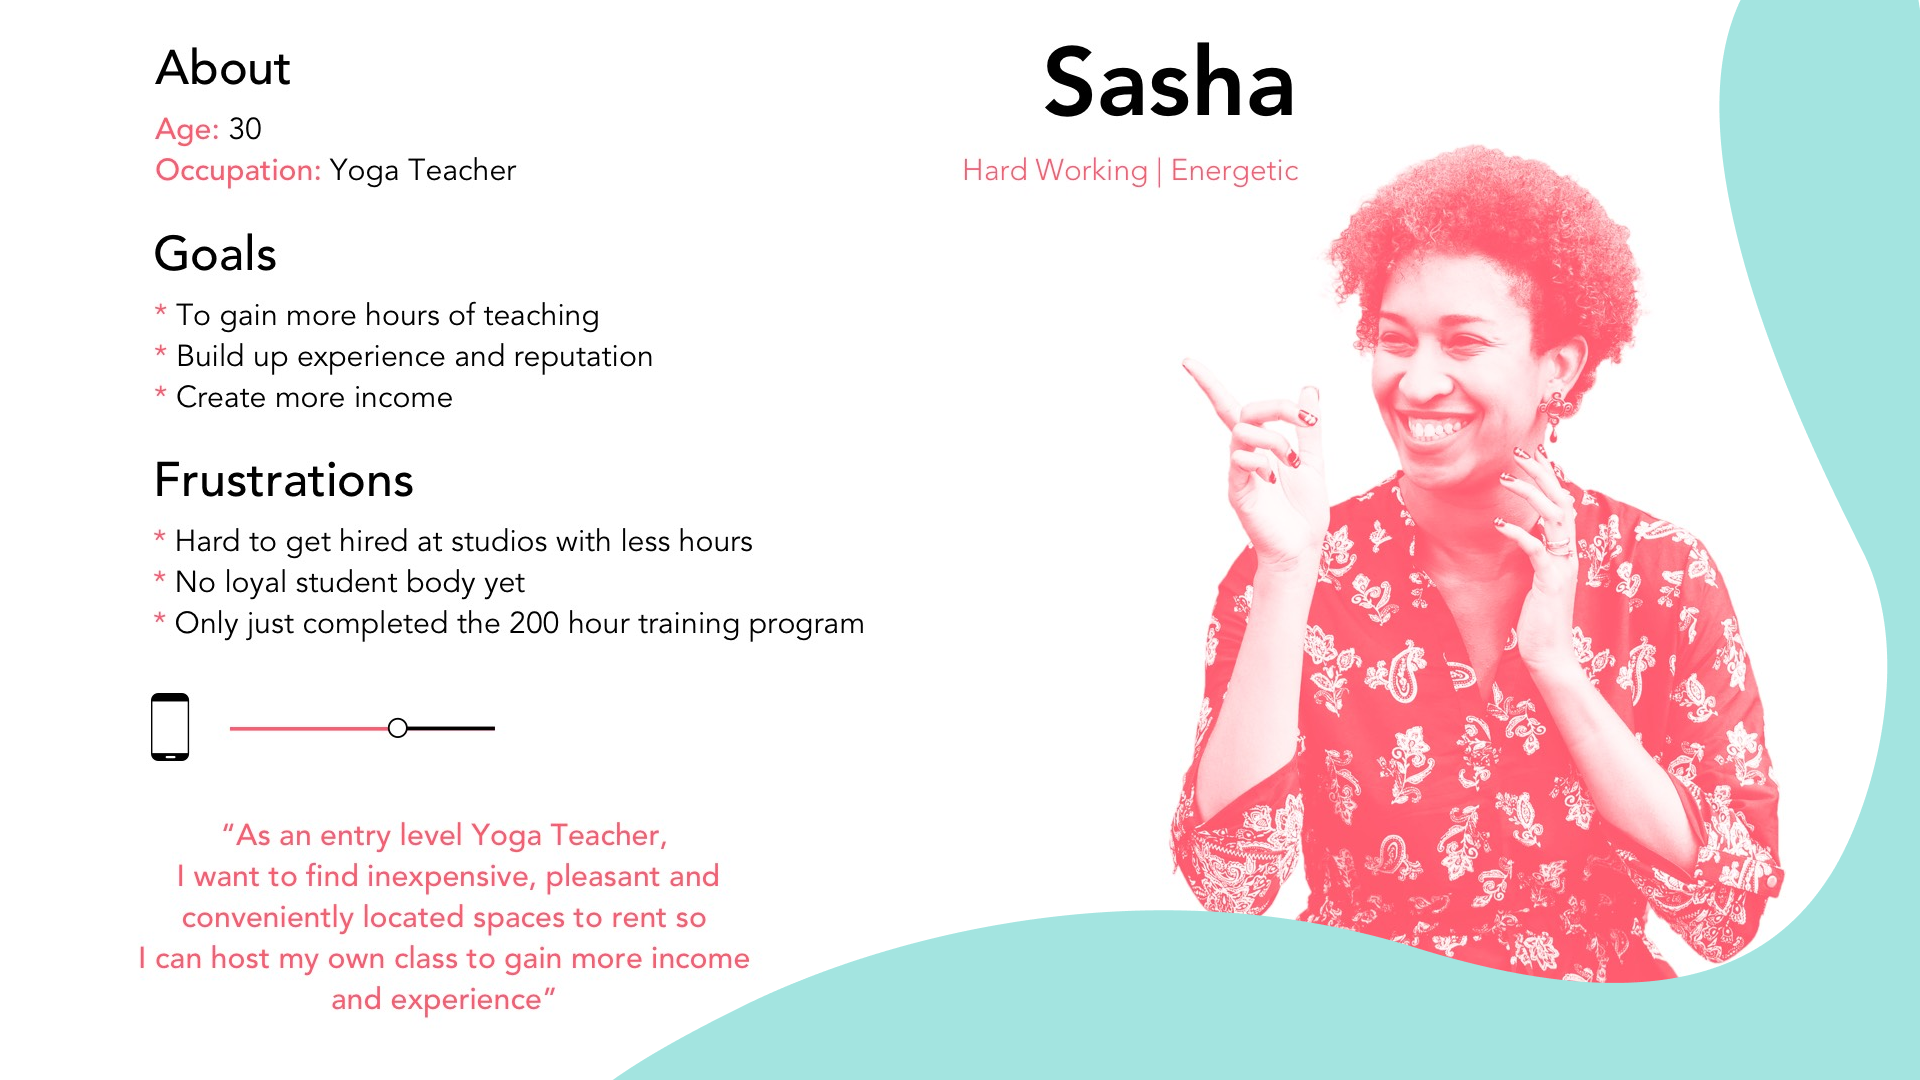 About
Age: 30
Occupation: Yoga Teacher
Goals
* To gain more hours of teaching
* Build up experience and reputation
* Create more income
Frustrations
* Hard to get hired at studios with less hours
* No loyal student body yet
* Only just completed the 200 hour training program
“As an entry level Yoga Teacher,
I want to find inexpensive, pleasant and
conveniently located spaces to rent so
I can host my own class to gain more income
and experience”
Sasha
Hard Working | Energetic